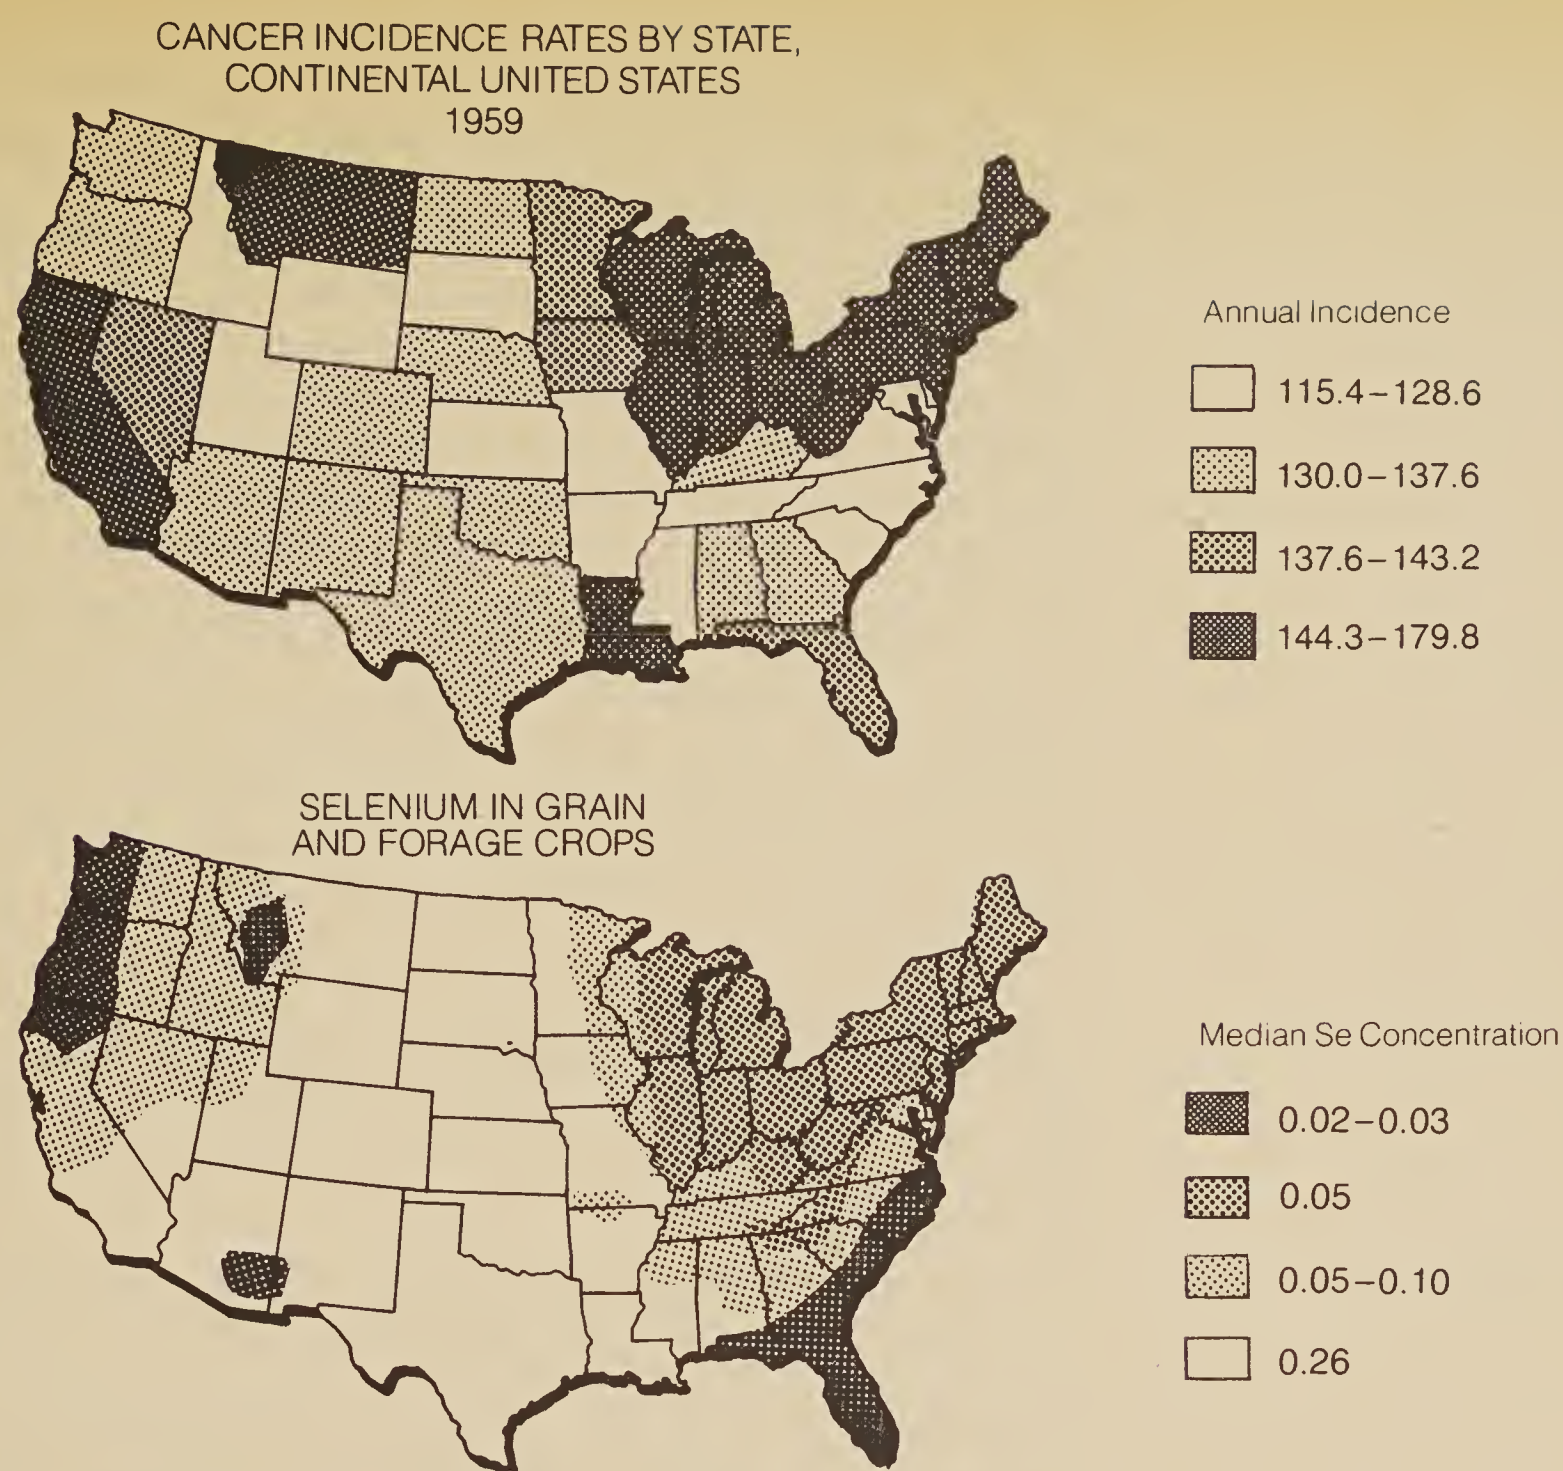 CANCER INCIDENCE RATES BY STATE,
CONTINENTAL UNITED STATES
1959
Annual Incidence
115.4–128.6
130.0–137.6
137.6–143.2
144.3–179.8
SELENIUM IN GRAIN
AND FORAGE CROPS
Median Se Concentration
0.02–0.03
0.05
0.05–0.10
0.26